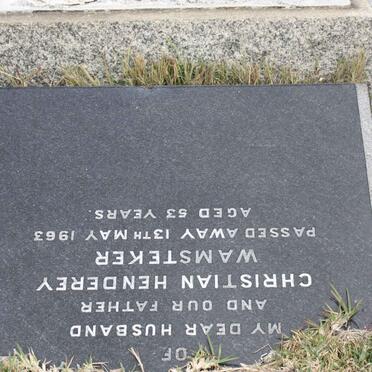 OF
MY DEAR HUSBAND
AND OUR FATHER
CHRISTIAN HENDEREY
WAMSTEKER
PASSED AWAY 13TH MAY 1963
AGED 53 YEARS.